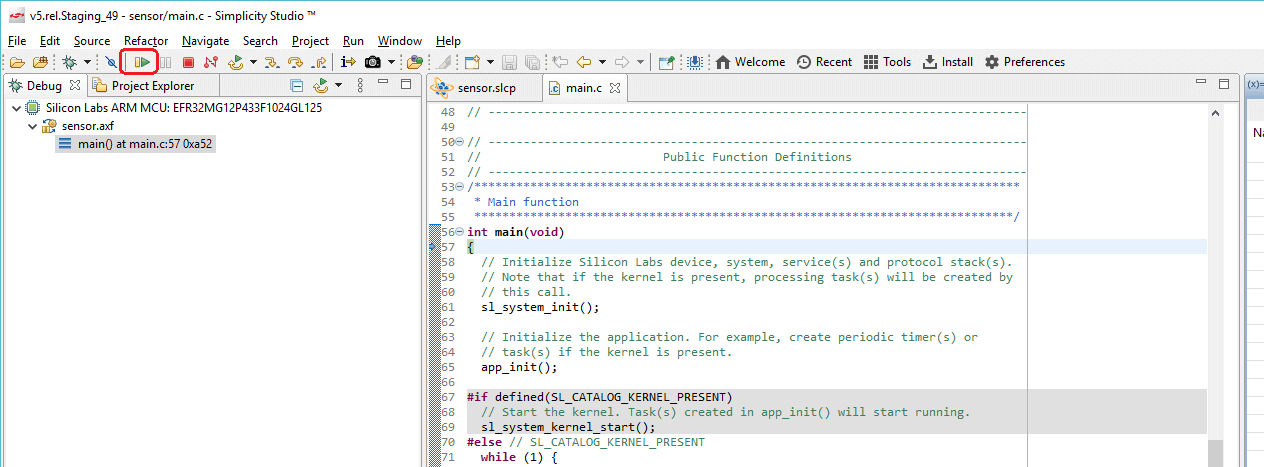 v5.rel.Staging_49 - sensor/main.c - Simplicity Studio ™
File Edit Source Refactor Navigate Search Project Run Window Help
Welcome Recent Tools Install Preferences
Debug Project Explorer
Silicon Labs ARM MCU: EFR32MG12P433F1024GL125
sensor.axf
main() at main.c:57 0xa52
sensor.slcp main.c
48 // -----------------------------------------------------------------------------
49
50 // -----------------------------------------------------------------------------
51 // Public Function Definitions
52 // -----------------------------------------------------------------------------
53 /******************************************************************************
54 * Main function
55 *****************************************************************************/
56 int main(void)
57 {
58 // Initialize Silicon Labs device, system, service(s) and protocol stack(s).
59 // Note that if the kernel is present, processing task(s) will be created by
60 // this call.
61 sl_system_init();
62
63 // Initialize the application. For example, create periodic timer(s) or
64 // task(s) if the kernel is present.
65 app_init();
66
67 #if defined(SL_CATALOG_KERNEL_PRESENT)
68 // Start the kernel. Task(s) created in app_init() will start running.
69 sl_system_kernel_start();
70 #else // SL_CATALOG_KERNEL_PRESENT
71 while (1) {
(x)=